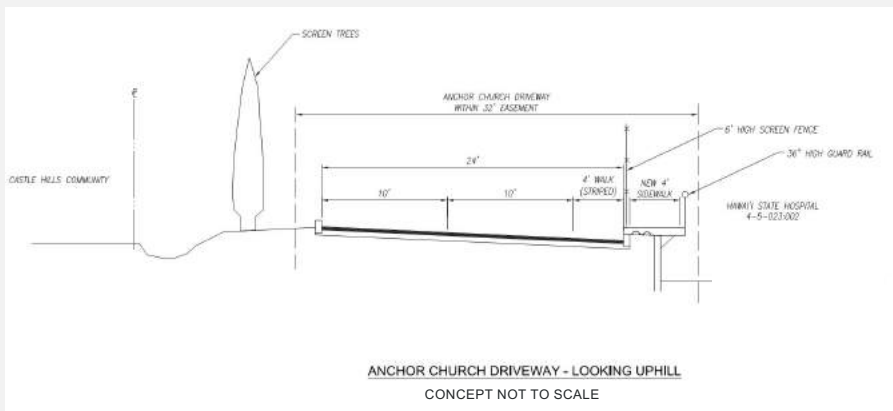 SCREEN TREES
ANCHOR CHURCH DRIVEWAY
WITHIN 32' EASEMENT
6' HIGH SCREEN FENCE
36" HIGH GUARD RAIL
24'
CASTLE HILLS COMMUNITY
10'
10'
4' WALK
(STRIPED)
NEW 4'
SIDEWALK
HAWAI'I STATE HOSPITAL
4-5-023:002
ANCHOR CHURCH DRIVEWAY - LOOKING UPHILL
CONCEPT NOT TO SCALE